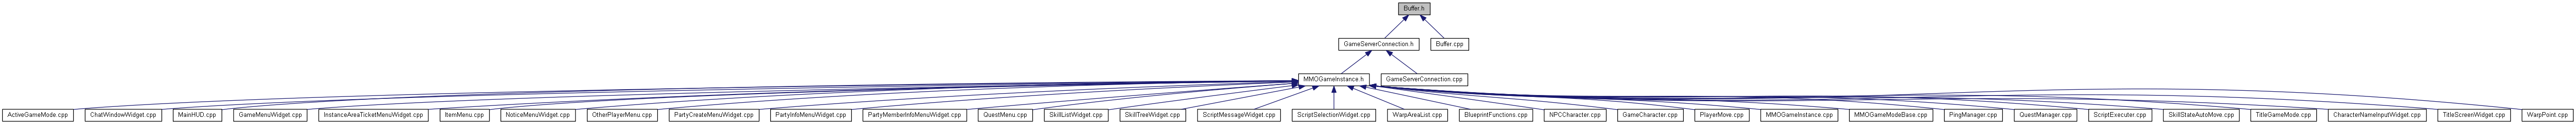 Buffer.h
GameServerConnection.h
Buffer.cpp
MMOGameInstance.h
GameServerConnection.cpp
ActiveGameMode.cpp
ChatWindowWidget.cpp
MainHUD.cpp
GameMenuWidget.cpp
InstanceAreaTicketMenuWidget.cpp
ItemMenu.cpp
NoticeMenuWidget.cpp
OtherPlayerMenu.cpp
PartyCreateMenuWidget.cpp
PartyInfoMenuWidget.cpp
PartyMemberInfoMenuWidget.cpp
QuestMenu.cpp
SkillListWidget.cpp
SkillTreeWidget.cpp
ScriptMessageWidget.cpp
ScriptSelectionWidget.cpp
WarpAreaList.cpp
BlueprintFunctions.cpp
NPCCharacter.cpp
GameCharacter.cpp
PlayerMove.cpp
MMOGameInstance.cpp
MMOGameModeBase.cpp
PingManager.cpp
QuestManager.cpp
ScriptExecuter.cpp
SkillStateAutoMove.cpp
TitleGameMode.cpp
CharacterNameInputWidget.cpp
TitleScreenWidget.cpp
WarpPoint.cpp